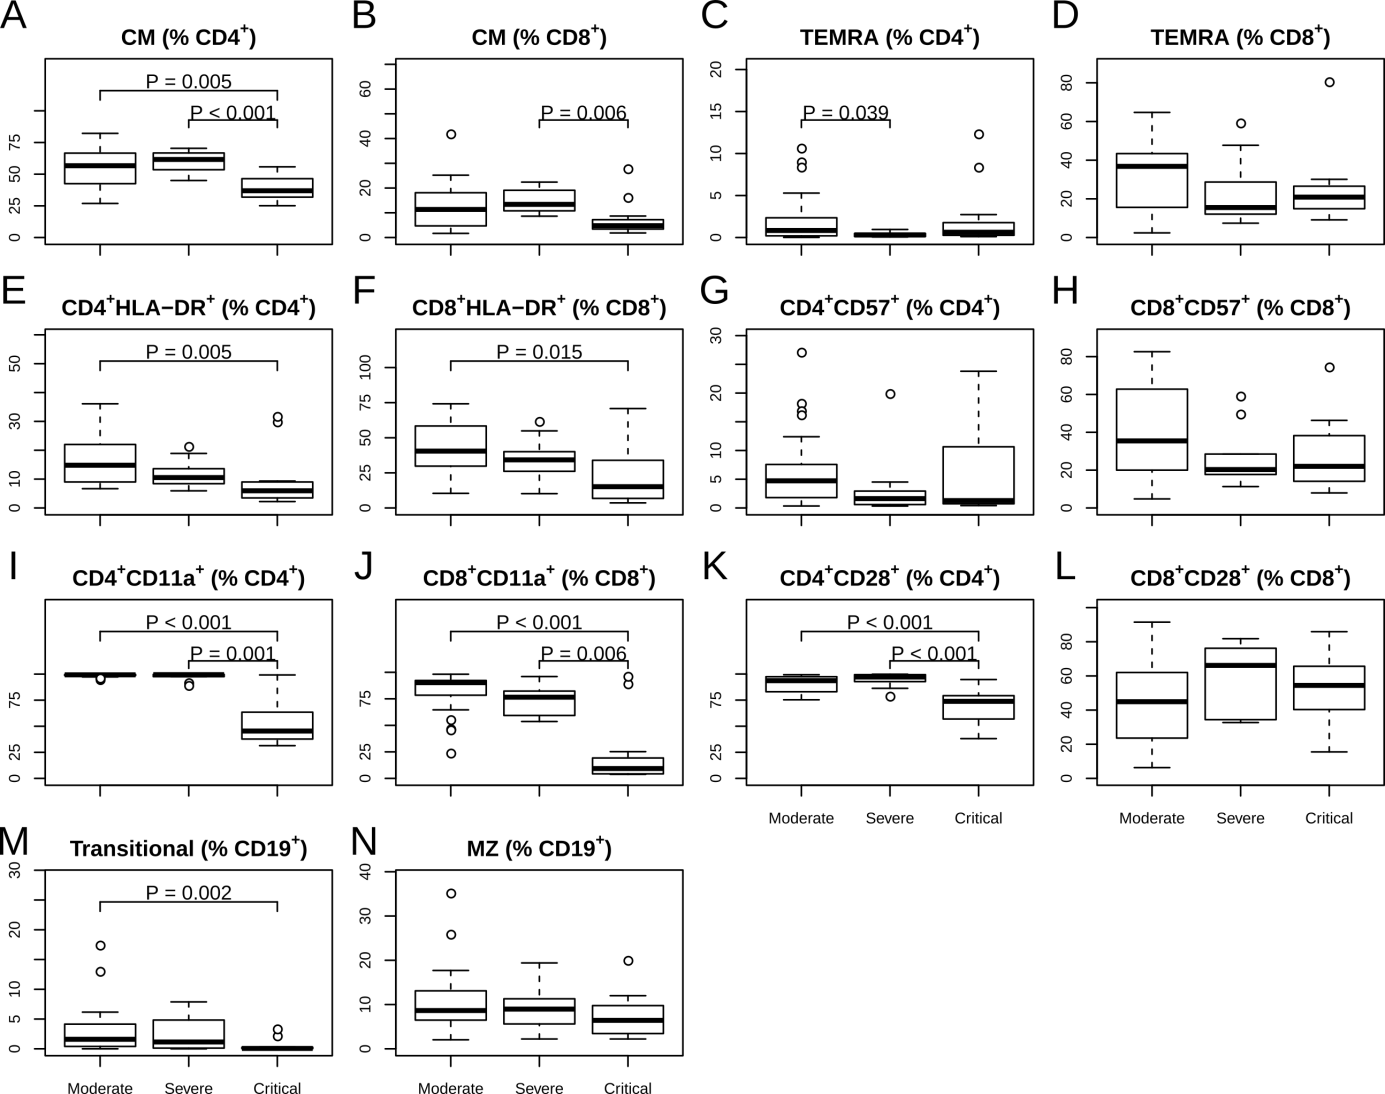 A
CM (% CD4+)
P = 0.005
P < 0.001
75
50
25
0
B
CM (% CD8+)
P = 0.006
60
40
20
0
C
TEMRA (% CD4+)
P = 0.039
20
15
10
5
0
D
TEMRA (% CD8+)
80
60
40
20
0
E
CD4+HLA−DR+ (% CD4+)
P = 0.005
50
30
10
0
F
CD8+HLA−DR+ (% CD8+)
P = 0.015
100
75
50
25
0
G
CD4+CD57+ (% CD4+)
30
20
10
5
0
H
CD8+CD57+ (% CD8+)
80
60
40
20
0
I
CD4+CD11a+ (% CD4+)
P < 0.001
P = 0.001
75
25
0
J
CD8+CD11a+ (% CD8+)
P < 0.001
P = 0.006
75
25
0
K
CD4+CD28+ (% CD4+)
P < 0.001
P < 0.001
75
25
0
Moderate Severe Critical
L
CD8+CD28+ (% CD8+)
80
60
40
20
0
Moderate Severe Critical
M
Transitional (% CD19+)
P = 0.002
30
20
10
5
0
Moderate Severe Critical
N
MZ (% CD19+)
40
30
20
10
0
Moderate Severe Critical